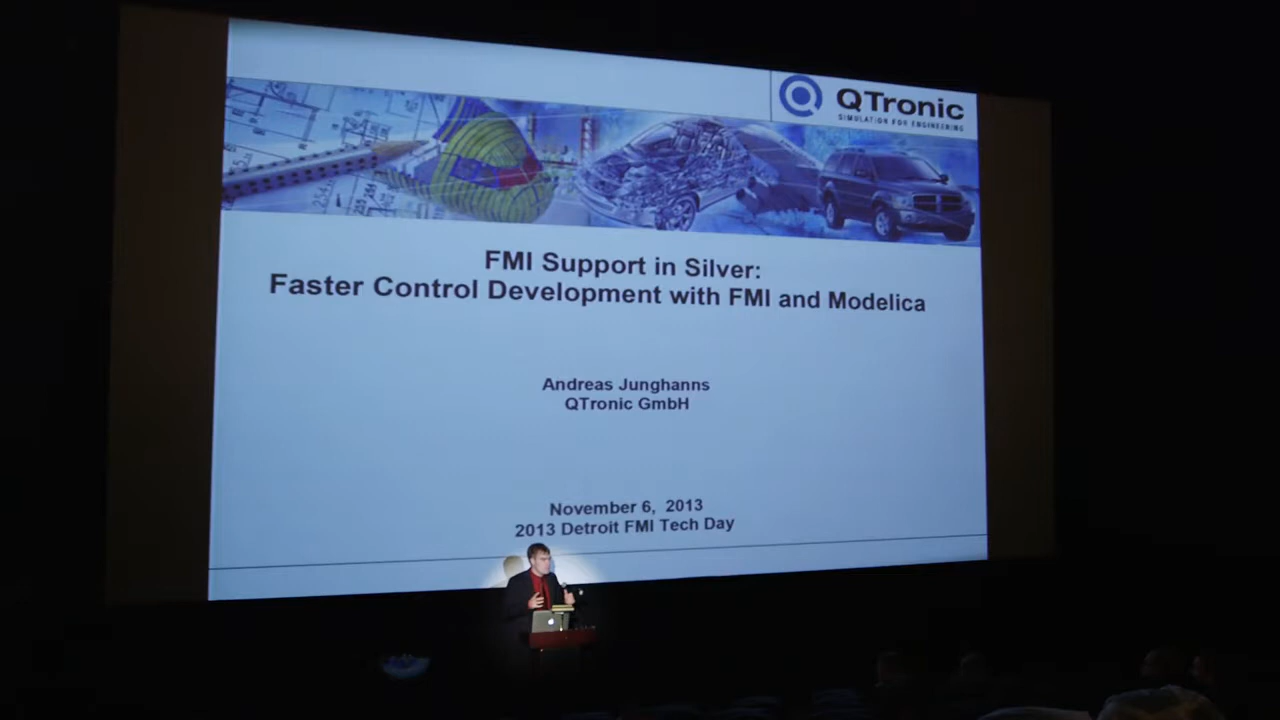 QTronic
SIMULATION FOR ENGINEERING
FMI Support in Silver:
Faster Control Development with FMI and Modelica
Andreas Junghanns
QTronic GmbH
November 6, 2013
2013 Detroit FMI Tech Day